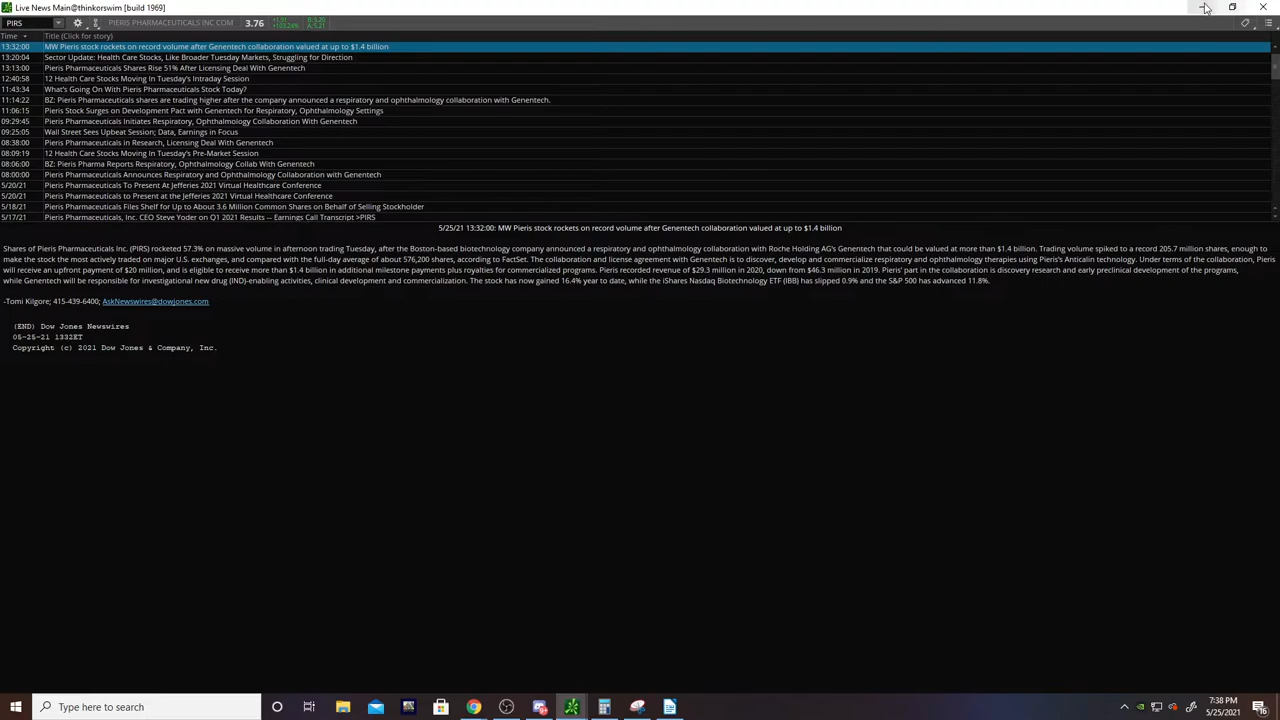 Live News Main@thinkorswim [build 1969]
PIRS PIERIS PHARMACEUTICALS INC COM 3.76 +1.91 +103.24% B: 5.20 A: 5.21
Time Title (Click for story)
13:32:00 MW Pieris stock rockets on record volume after Genentech collaboration valued at up to $1.4 billion
13:20:04 Sector Update: Health Care Stocks, Like Broader Tuesday Markets, Struggling for Direction
13:13:00 Pieris Pharmaceuticals Shares Rise 51% After Licensing Deal With Genentech
12:40:58 12 Health Care Stocks Moving In Tuesday's Intraday Session
11:43:34 What's Going On With Pieris Pharmaceuticals Stock Today?
11:14:22 BZ: Pieris Pharmaceuticals shares are trading higher after the company announced a respiratory and ophthalmology collaboration with Genentech.
11:06:15 Pieris Stock Surges on Development Pact with Genentech for Respiratory, Ophthalmology Settings
09:29:45 Pieris Pharmaceuticals Initiates Respiratory, Ophthalmology Collaboration With Genentech
09:25:05 Wall Street Sees Upbeat Session; Data, Earnings in Focus
08:38:00 Pieris Pharmaceuticals in Research, Licensing Deal With Genentech
08:09:19 12 Health Care Stocks Moving In Tuesday's Pre-Market Session
08:06:00 BZ: Pieris Pharma Reports Respiratory, Ophthalmology Collab With Genentech
08:00:00 Pieris Pharmaceuticals Announces Respiratory and Ophthalmology Collaboration with Genentech
5/20/21 Pieris Pharmaceuticals To Present At Jefferies 2021 Virtual Healthcare Conference
5/20/21 Pieris Pharmaceuticals to Present at the Jefferies 2021 Virtual Healthcare Conference
5/18/21 Pieris Pharmaceuticals Files Shelf for Up to About 3.6 Million Common Shares on Behalf of Selling Stockholder
5/17/21 Pieris Pharmaceuticals, Inc. CEO Steve Yoder on Q1 2021 Results -- Earnings Call Transcript >PIRS
5/25/21 13:32:00: MW Pieris stock rockets on record volume after Genentech collaboration valued at up to $1.4 billion
Shares of Pieris Pharmaceuticals Inc. (PIRS) rocketed 57.3% on massive volume in afternoon trading Tuesday, after the Boston-based biotechnology company announced a respiratory and ophthalmology collaboration with Roche Holding AG's Genentech that could be valued at more than $1.4 billion. Trading volume spiked to a record 205.7 million shares, enough to
make the stock the most actively traded on major U.S. exchanges, and compared with the full-day average of about 576,200 shares, according to FactSet. The collaboration and license agreement with Genentech is to discover, develop and commercialize respiratory and ophthalmology therapies using Pieris's Anticalin technology. Under terms of the collaboration, Pieris
will receive an upfront payment of $20 million, and is eligible to receive more than $1.4 billion in additional milestone payments plus royalties for commercialized programs. Pieris recorded revenue of $29.3 million in 2020, down from $46.3 million in 2019. Pieris' part in the collaboration is discovery research and early preclinical development of the programs,
while Genentech will be responsible for investigational new drug (IND)-enabling activities, clinical development and commercialization. The stock has now gained 16.4% year to date, while the iShares Nasdaq Biotechnology ETF (IBB) has slipped 0.9% and the S&P 500 has advanced 11.8%.
-Tomi Kilgore; 415-439-6400; AskNewswires@dowjones.com
(END) Dow Jones Newswires
05-25-21 1332ET
Copyright (c) 2021 Dow Jones & Company, Inc.
Type here to search
7:38 PM
5/25/2021
16